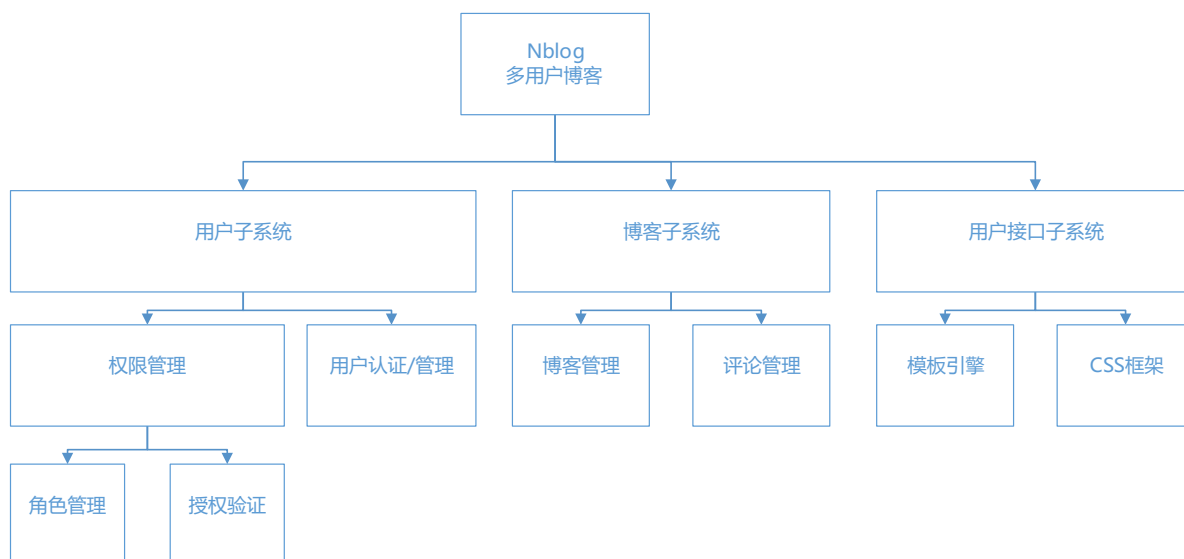 Nblog
多用户博客
用户子系统
博客子系统
用户接口子系统
权限管理
用户认证/管理
博客管理
评论管理
模板引擎
CSS框架
角色管理
授权验证